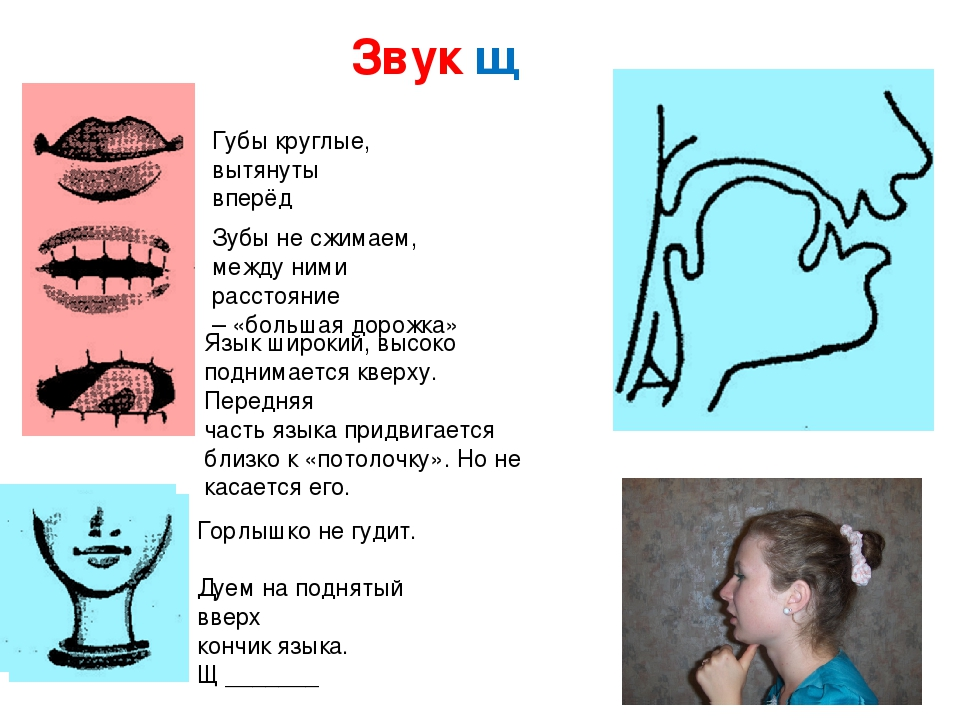 Звук щ
Губы круглые,
вытянуты
вперёд
Зубы не сжимаем,
между ними
расстояние
– «большая дорожка»
Язык широкий, высоко
поднимается кверху.
Передняя
часть языка придвигается
близко к «потолочку». Но не
касается его.
Горлышко не гудит.
Дуем на поднятый
вверх
кончик языка.
Щ _______